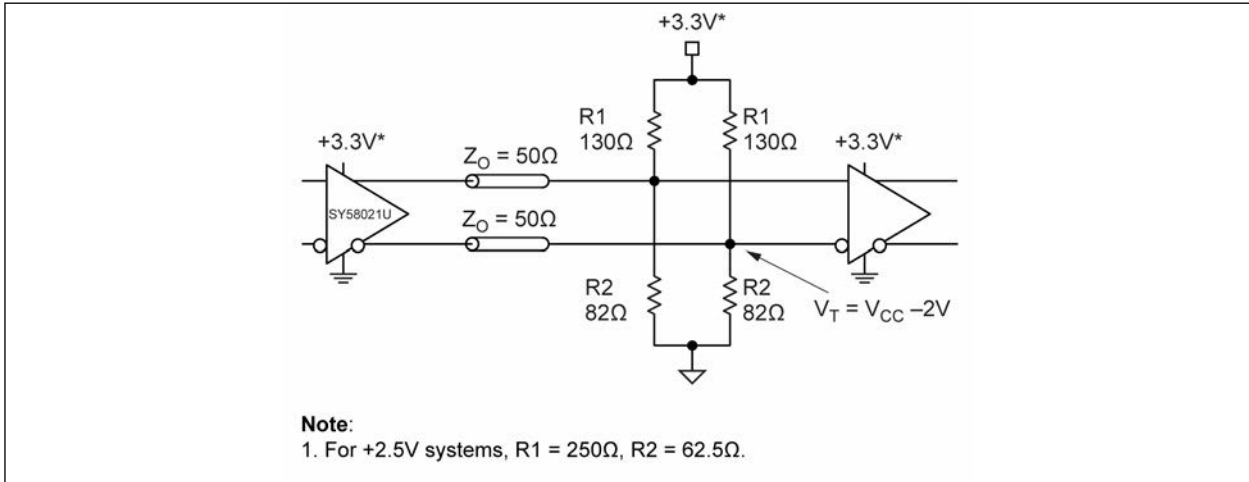 +3.3V*
R1
130Ω
R1
130Ω
+3.3V*
Z_O = 50Ω
+3.3V*
SY58021U
Z_O = 50Ω
R2
82Ω
R2
82Ω
V_T = V_CC –2V
Note:
1. For +2.5V systems, R1 = 250Ω, R2 = 62.5Ω.